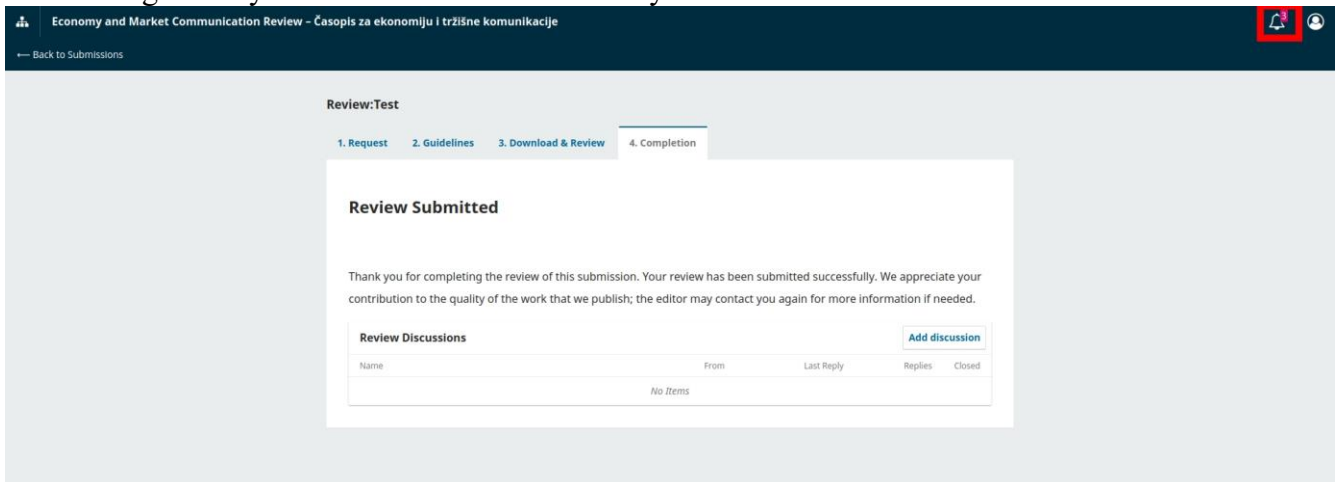 Economy and Market Communication Review – Časopis za ekonomiju i tržišne komunikacije
3
← Back to Submissions
Review:Test
1. Request 2. Guidelines 3. Download & Review 4. Completion
Review Submitted
Thank you for completing the review of this submission. Your review has been submitted successfully. We appreciate your
contribution to the quality of the work that we publish; the editor may contact you again for more information if needed.
Review Discussions Add discussion
Name From Last Reply Replies Closed
No Items